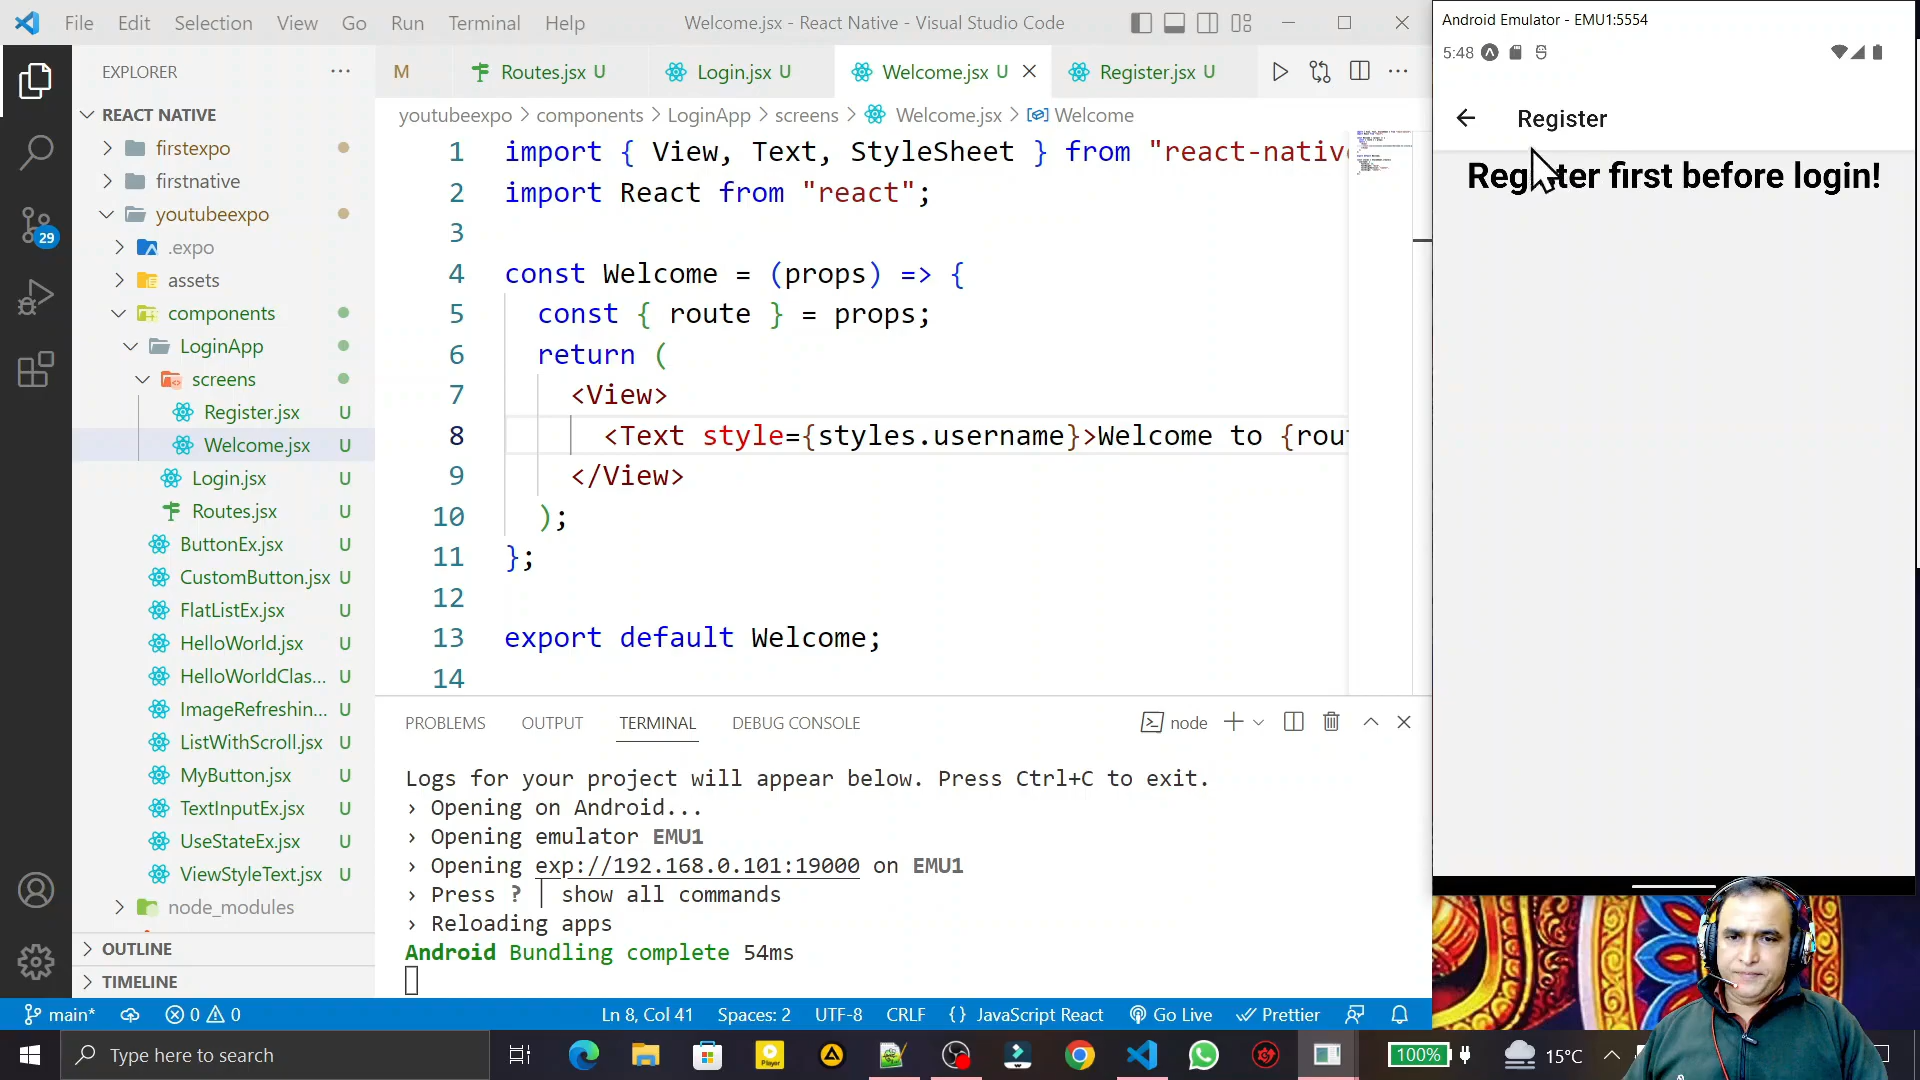 File Edit Selection View Go Run Terminal Help
Welcome.jsx - React Native - Visual Studio Code
Android Emulator - EMU1:5554
5:48
EXPLORER
M
Routes.jsx U
Login.jsx U
Welcome.jsx U
Register.jsx U
REACT NATIVE
firstexpo
firstnative
youtubeexpo
.expo
assets
components
LoginApp
screens
Register.jsx U
Welcome.jsx U
Login.jsx U
Routes.jsx U
ButtonEx.jsx U
CustomButton.jsx U
FlatListEx.jsx U
HelloWorld.jsx U
HelloWorldClas... U
ImageRefreshin... U
ListWithScroll.jsx U
MyButton.jsx U
TextInputEx.jsx U
UseStateEx.jsx U
ViewStyleText.jsx U
node_modules
OUTLINE
TIMELINE
29
youtubeexpo > components > LoginApp > screens > Welcome.jsx > Welcome
1 import { View, Text, StyleSheet } from "react-native
2 import React from "react";
3
4 const Welcome = (props) => {
5 const { route } = props;
6 return (
7 <View>
8 <Text style={styles.username}>Welcome to {rou
9 </View>
10 );
11 };
12
13 export default Welcome;
14
PROBLEMS OUTPUT TERMINAL DEBUG CONSOLE
node
Logs for your project will appear below. Press Ctrl+C to exit.
› Opening on Android...
› Opening emulator EMU1
› Opening exp://192.168.0.101:19000 on EMU1
› Press ? │ show all commands
› Reloading apps
Android Bundling complete 54ms
Register
Register first before login!
main* 0 0
Ln 8, Col 41 Spaces: 2 UTF-8 CRLF {} JavaScript React Go Live Prettier
Type here to search
Player
100%
15°C